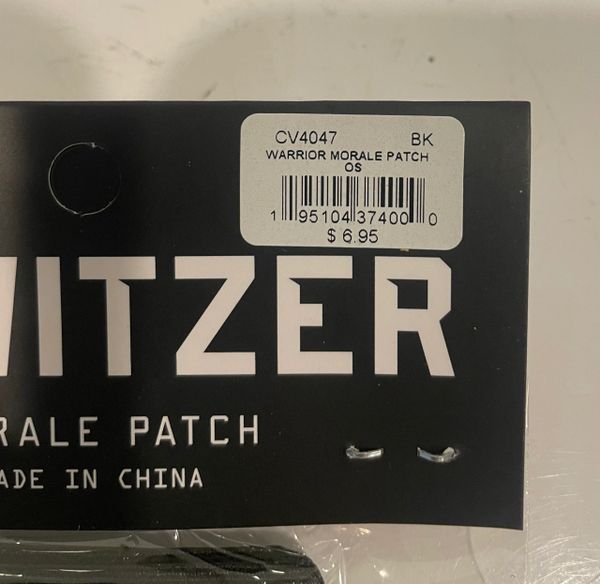 CV4047 BK
WARRIOR MORALE PATCH
OS
1 95104 37400 0
$ 6.95
ITZER
RALE PATCH
ADE IN CHINA